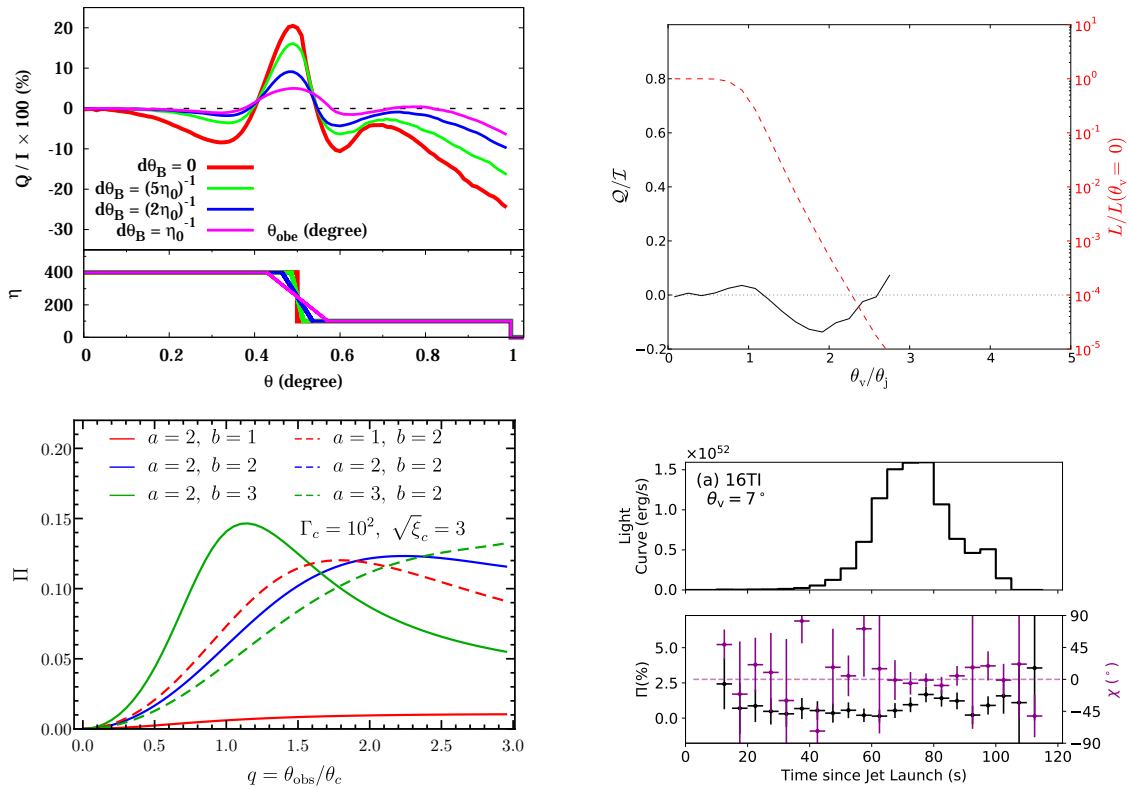 20
10
0
-10
-20
-30
Q / I × 100 (%)
dθ_B = 0
dθ_B = (5η_0)^-1
dθ_B = (2η_0)^-1
dθ_B = η_0^-1
θ_obe (degree)
400
200
0
η
0 0.2 0.4 0.6 0.8 1
θ (degree)
0.8
0.6
0.4
0.2
0.0
−0.2
Q/I
0 1 2 3 4 5
θ_v/θ_j
10^1
10^0
10^-1
10^-2
10^-3
10^-4
10^-5
L/L(θ_v = 0)
0.20
0.15
0.10
0.05
0.00
Π
a = 2, b = 1
a = 2, b = 2
a = 2, b = 3
a = 1, b = 2
a = 2, b = 2
a = 3, b = 2
Γ_c = 10^2, √ξ_c = 3
0.0 0.5 1.0 1.5 2.0 2.5 3.0
q = θ_obs/θ_c
×10^52
(a) 16TI
θ_v = 7°
1.5
1.0
0.5
0.0
Light
Curve (erg/s)
5.0
2.5
0.0
Π(%)
90
45
0
−45
−90
χ (°)
0 20 40 60 80 100 120
Time since Jet Launch (s)